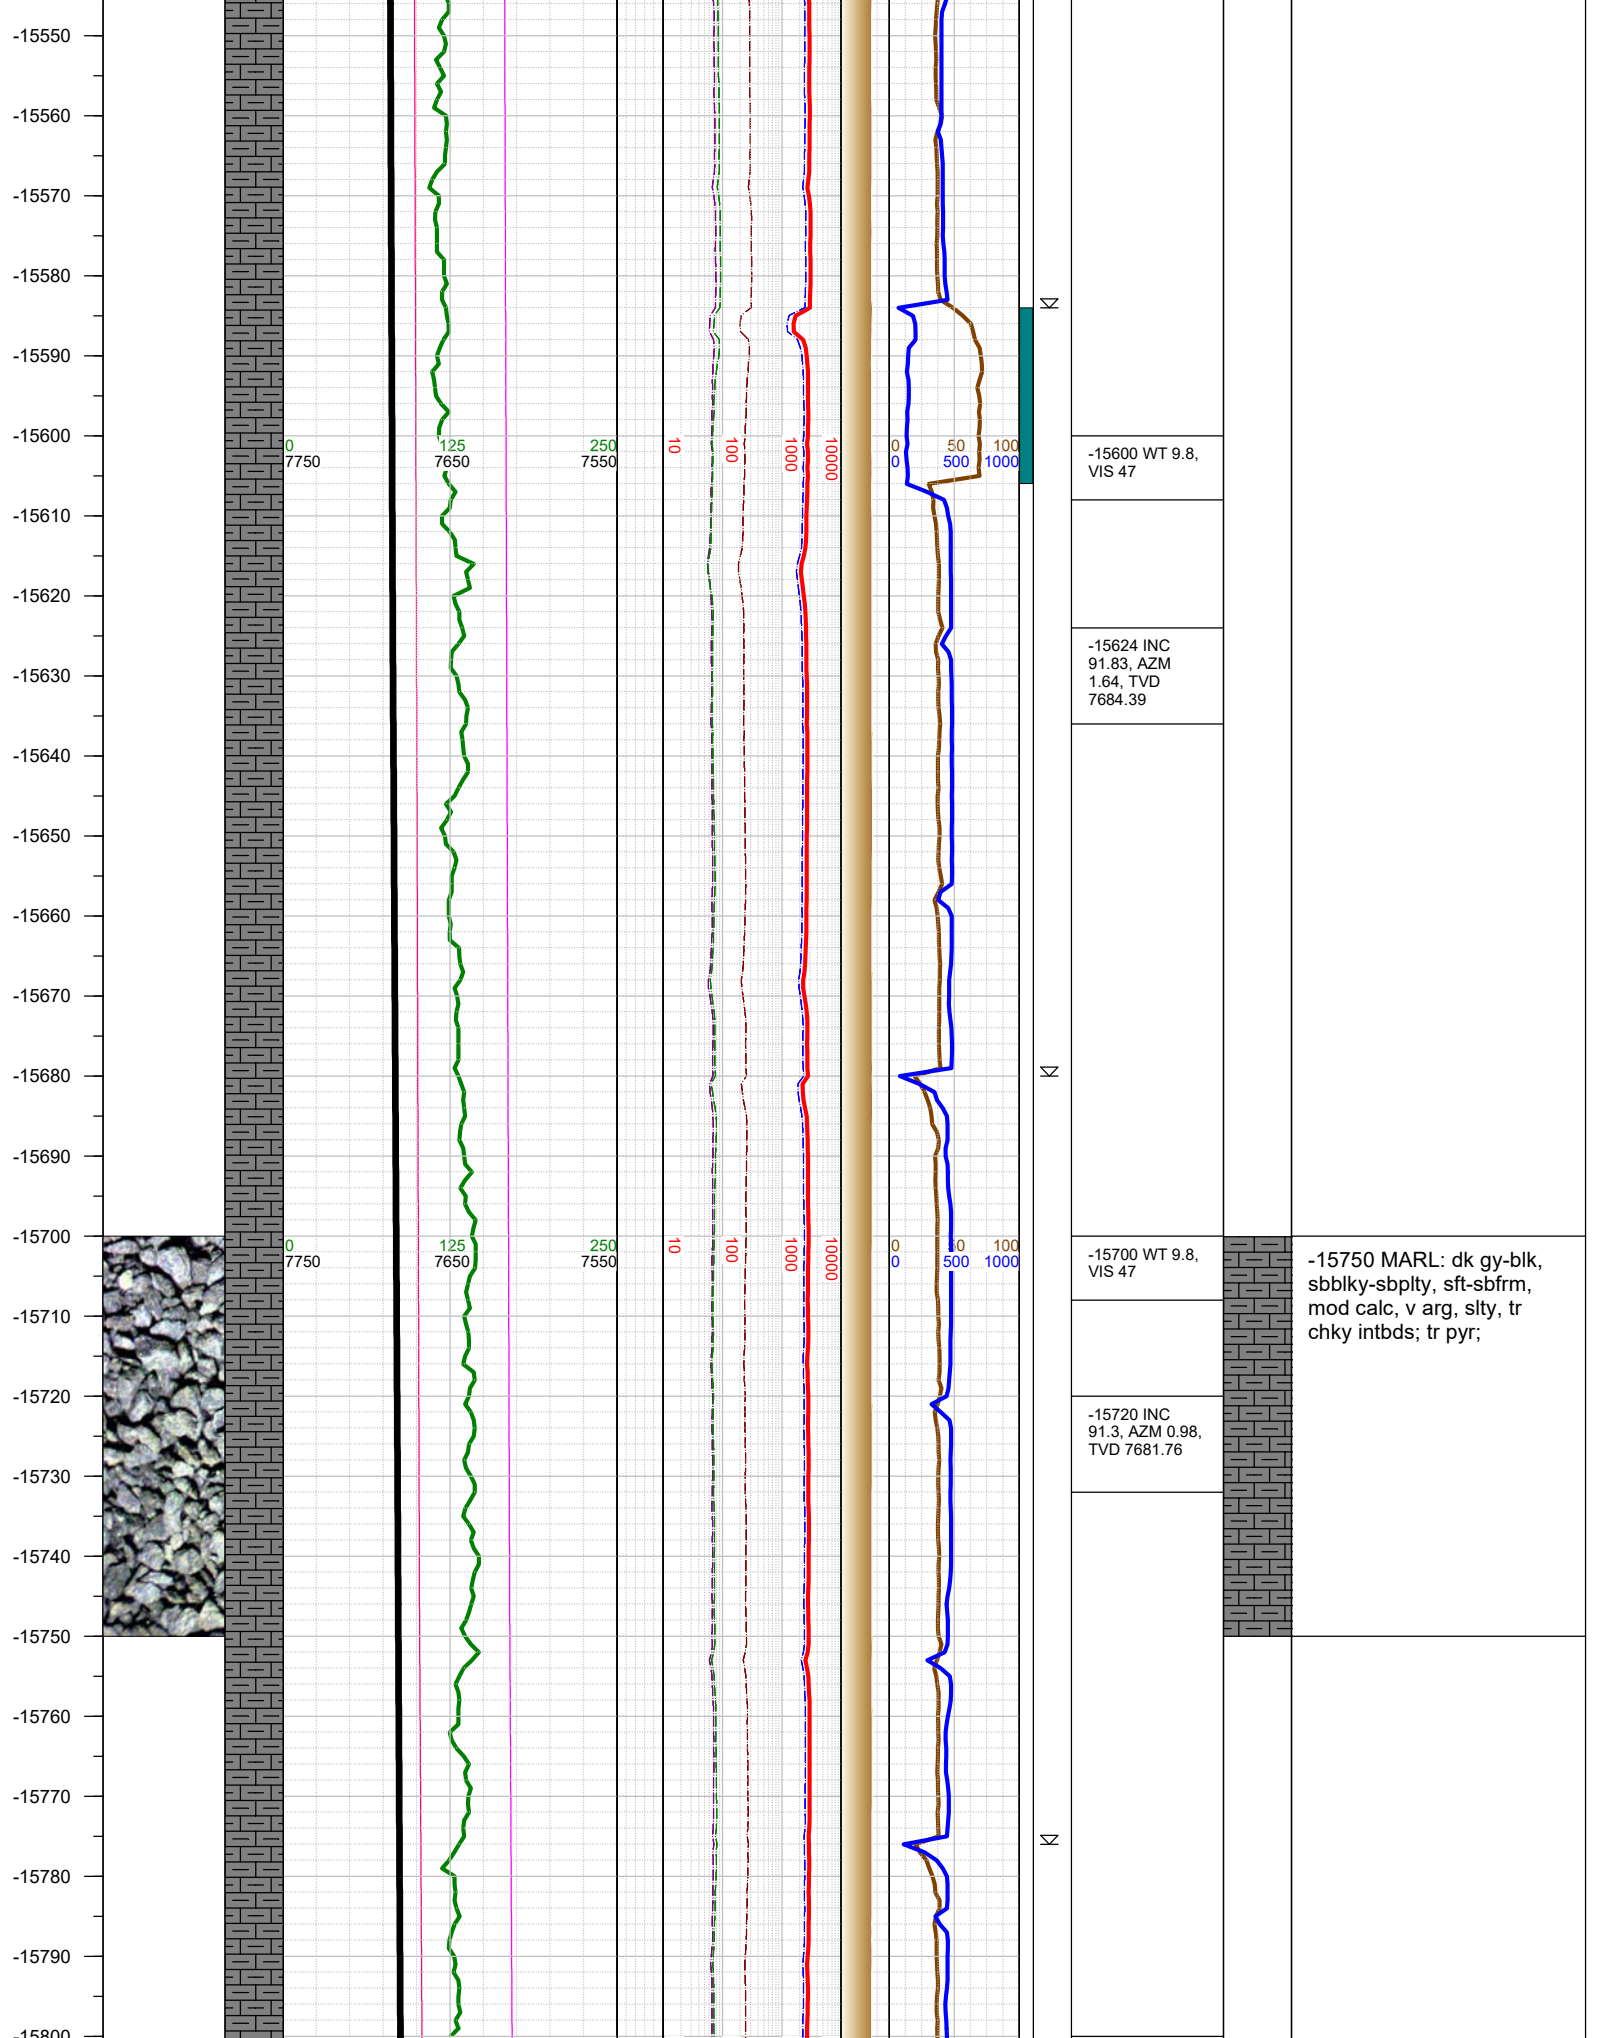 -15550
-15560
-15570
-15580
-15590
-15600
0 125 250 10 100 1000 10000 0 50 100
7750 7650 7550 0 500 1000
-15600 WT 9.8,
VIS 47
-15610
-15620
-15624 INC
91.83, AZM
1.64, TVD
7684.39
-15630
-15640
-15650
-15660
-15670
-15680
-15690
-15700
0 125 250 10 100 1000 10000 0 50 100
7750 7650 7550 0 500 1000
-15700 WT 9.8,
VIS 47
-15750 MARL: dk gy-blk,
sbblky-sbplty, sft-sbfrm,
mod calc, v arg, slty, tr
chky intbds; tr pyr;
-15710
-15720
-15720 INC
91.3, AZM 0.98,
TVD 7681.76
-15730
-15740
-15750
-15760
-15770
-15780
-15790
-15800